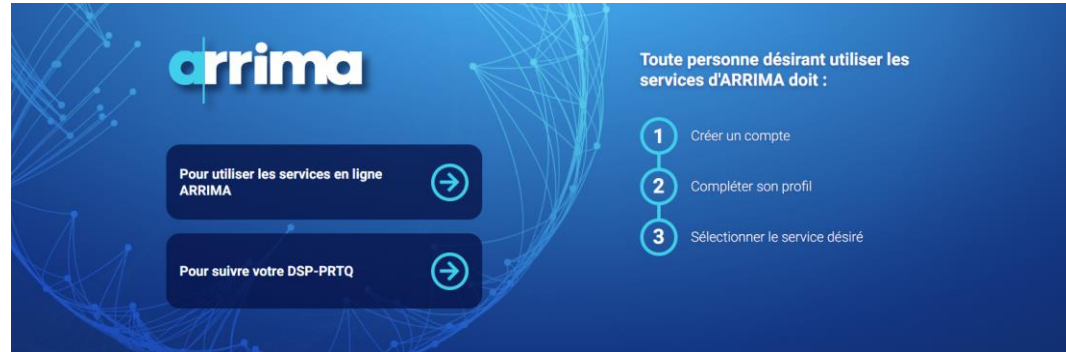 arrima
Pour utiliser les services en ligne
ARRIMA
Pour suivre votre DSP-PRTQ
Toute personne désirant utiliser les
services d'ARRIMA doit :
1 Créer un compte
2 Compléter son profil
3 Sélectionner le service désiré